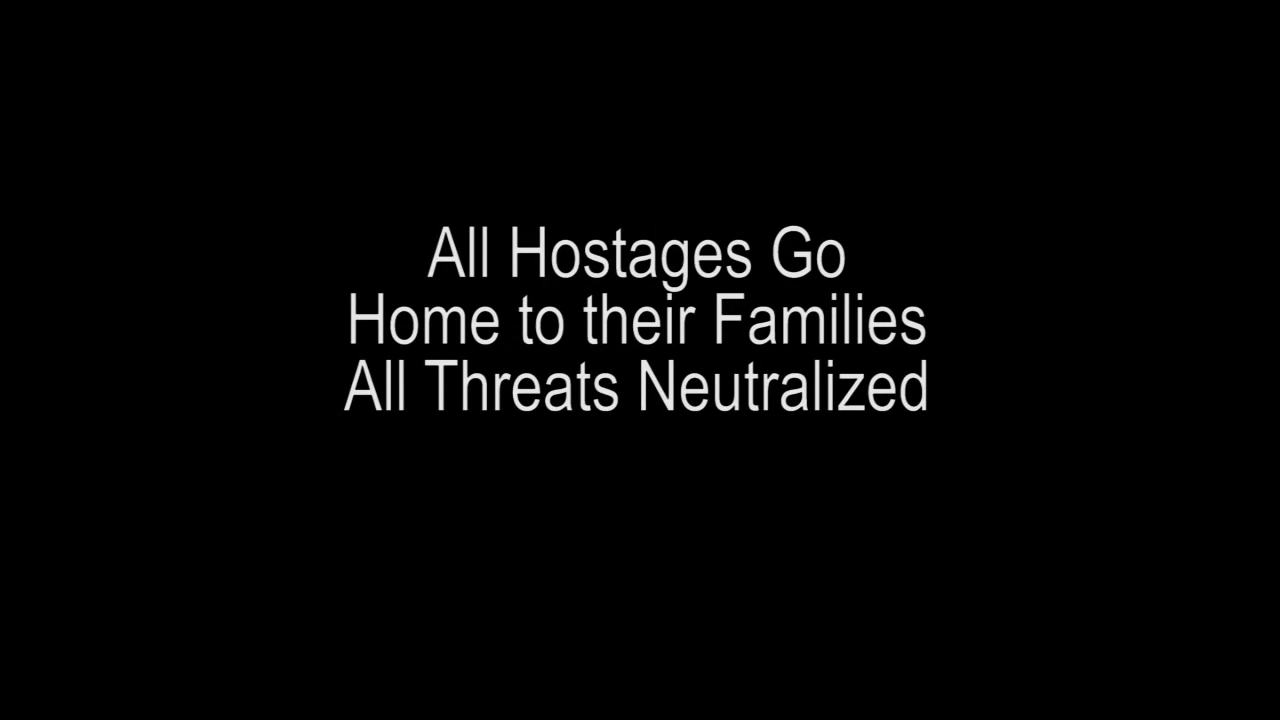 All Hostages Go
Home to their Families
All Threats Neutralized